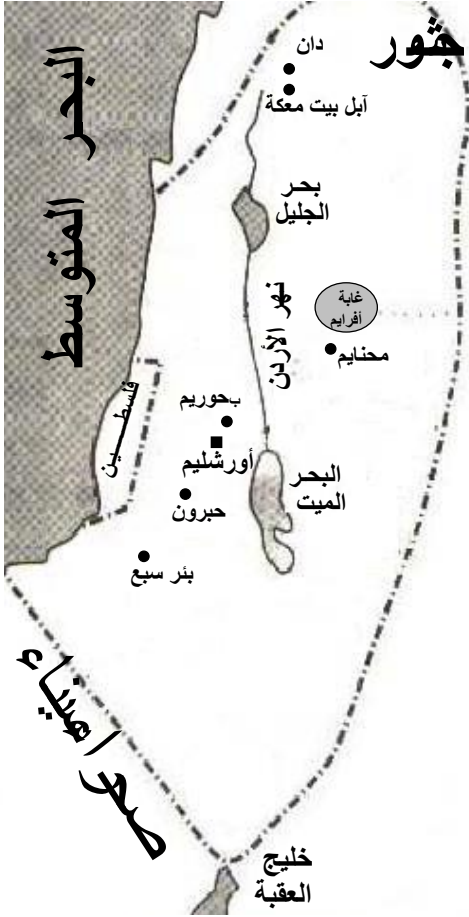 جثور
البحر المتوسط
دان
آبل بيت معكة
بحر
الجليل
غابة
أفرايم
نهر الأردن
محنايم
فلسطين
بحوريم
أورشليم
البحر
الميت
حبرون
بئر سبع
صحراء سيناء
خليج
العقبة